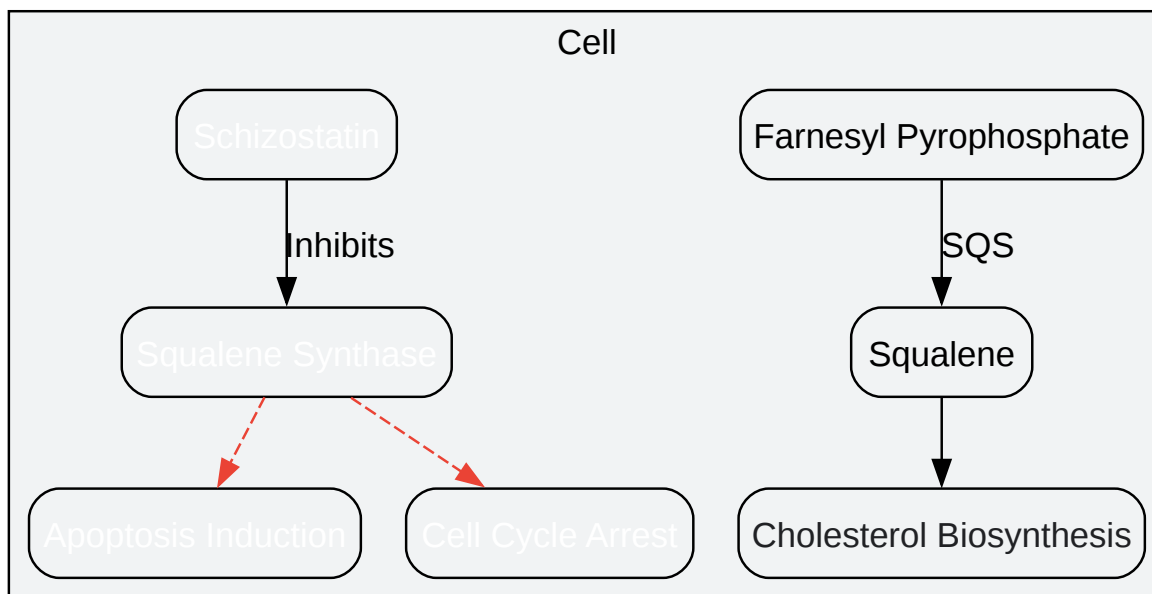 Cell
Schizostatin
Farnesyl Pyrophosphate
Inhibits
SQS
Squalene Synthase
Squalene
Apoptosis Induction
Cell Cycle Arrest
Cholesterol Biosynthesis